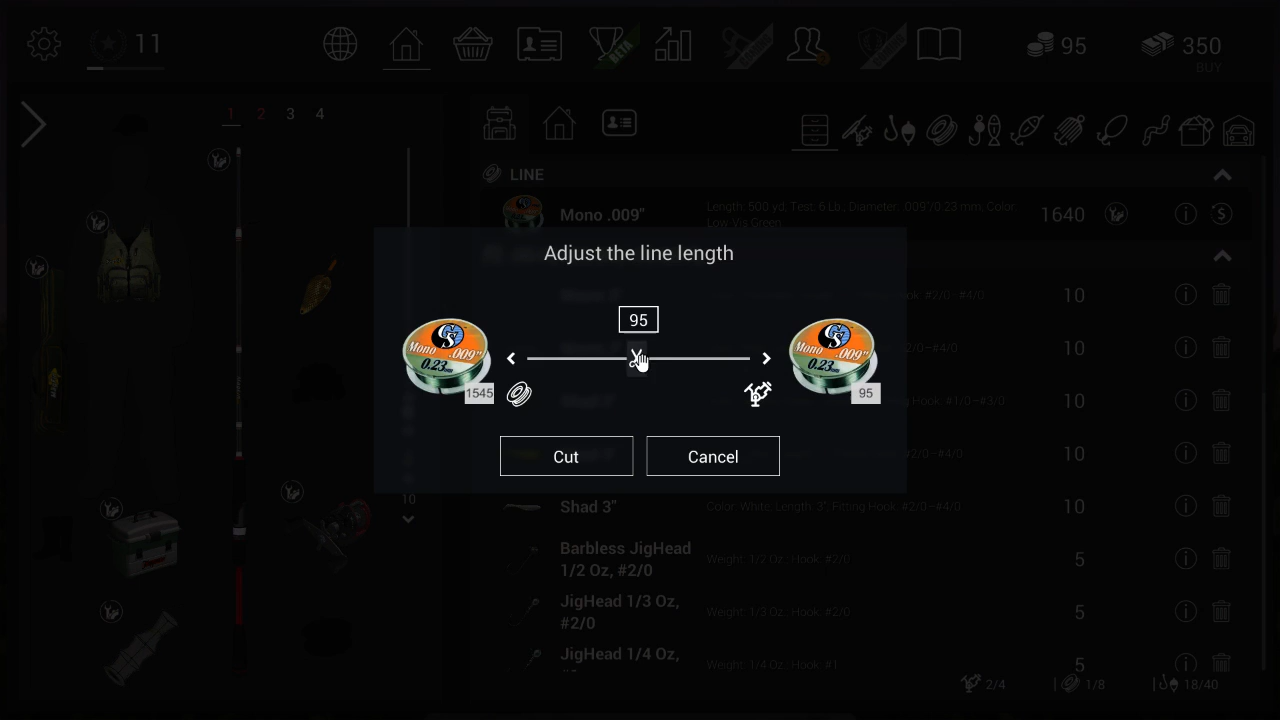 11
BETA
95
350
BUY
1 2 3 4
LINE
Mono .009"
Length: 500 yd, Test: 6 Lb., Diameter: .009"/0.23 mm, Color:
Low-Vis Green
1640
Adjust the line length
95
Mono .009"
0.23mm
1545
Mono .009"
0.23mm
95
Cut
Cancel
10
10
10
10
10
Shad 3"
Color: White, Length: 3", Fitting Hook: #2/0–#4/0
10
Barbless JigHead
1/2 Oz, #2/0
Weight: 1/2 Oz., Hook: #2/0
5
JigHead 1/3 Oz,
#2/0
Weight: 1/3 Oz., Hook: #2/0
5
JigHead 1/4 Oz,
Weight: 1/4 Oz., Hook: #1
5
2/4
1/8
18/40